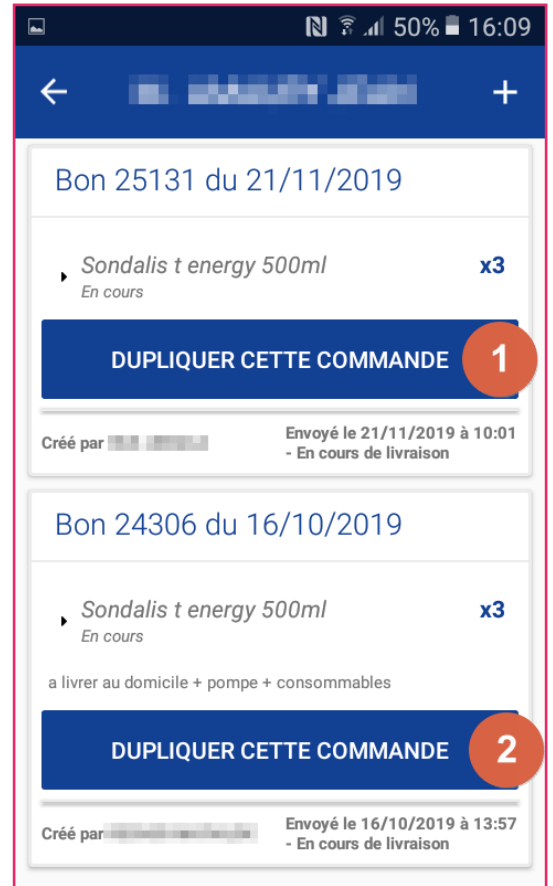 50% 16:09
+
Bon 25131 du 21/11/2019
Sondalis t energy 500ml x3
En cours
DUPLIQUER CETTE COMMANDE 1
Créé par
Envoyé le 21/11/2019 à 10:01
- En cours de livraison
Bon 24306 du 16/10/2019
Sondalis t energy 500ml x3
En cours
a livrer au domicile + pompe + consommables
DUPLIQUER CETTE COMMANDE 2
Créé par
Envoyé le 16/10/2019 à 13:57
- En cours de livraison